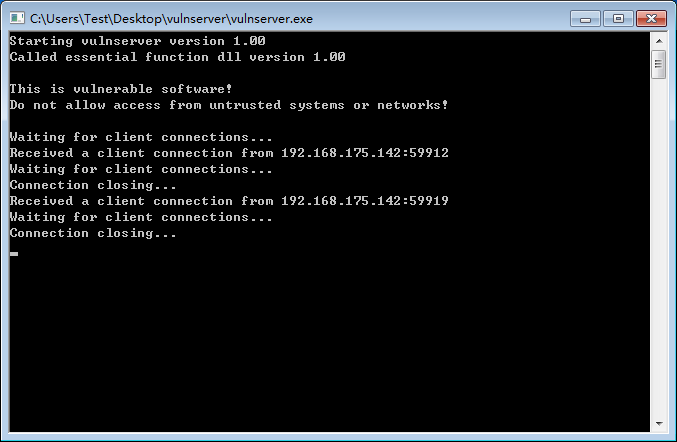 C:\Users\Test\Desktop\vulnserver\vulnserver.exe
Starting vulnserver version 1.00
Called essential function dll version 1.00
This is vulnerable software!
Do not allow access from untrusted systems or networks!
Waiting for client connections...
Received a client connection from 192.168.175.142:59912
Waiting for client connections...
Connection closing...
Received a client connection from 192.168.175.142:59919
Waiting for client connections...
Connection closing...